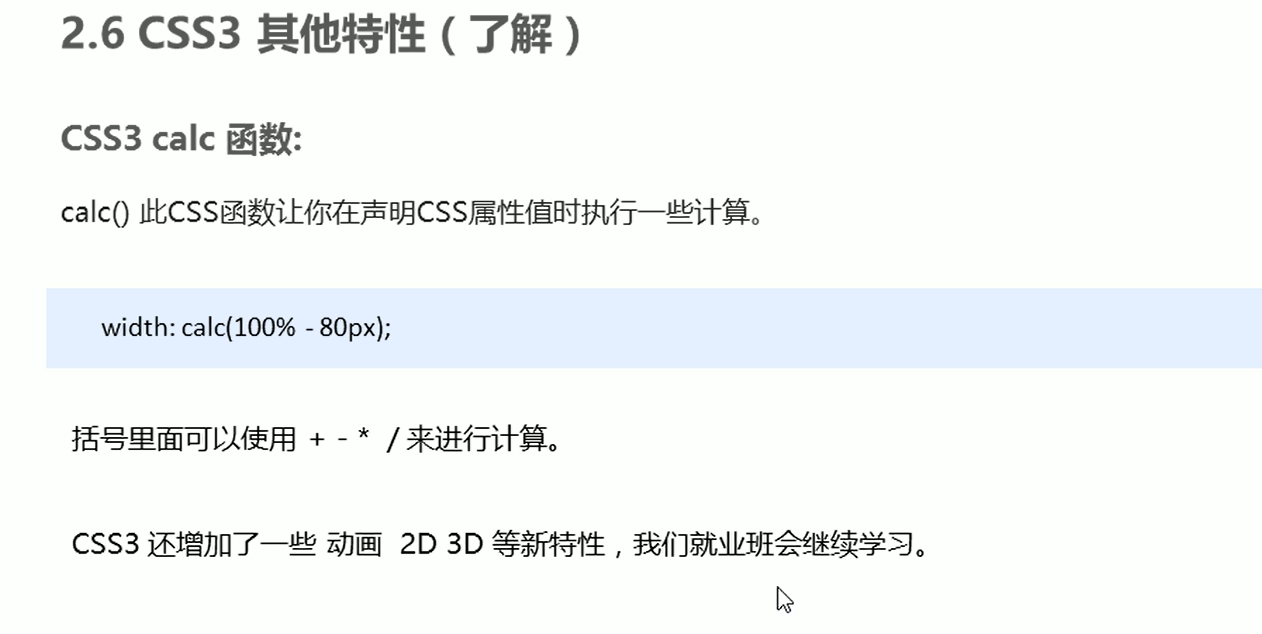 2.6 CSS3 其他特性（了解）
CSS3 calc 函数:
calc() 此CSS函数让你在声明CSS属性值时执行一些计算。
width: calc(100% - 80px);
括号里面可以使用 + - * / 来进行计算。
CSS3 还增加了一些 动画 2D 3D 等新特性，我们就业班会继续学习。